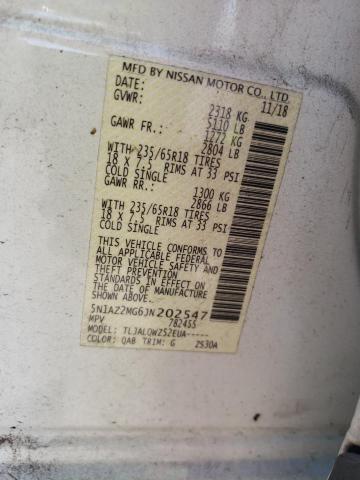 MFD BY NISSAN MOTOR CO., LTD.
DATE: 11/18
GVWR: 2318 KG
5110 LB
GAWR FR.: 1272 KG
2804 LB
WITH 235/65R18 TIRES
18 X 7.5 RIMS AT 33 PSI
COLD SINGLE
GAWR RR.: 1300 KG
2866 LB
WITH 235/65R18 TIRES
18 X 7.5 RIMS AT 33 PSI
COLD SINGLE
THIS VEHICLE CONFORMS TO
ALL APPLICABLE FEDERAL
MOTOR VEHICLE SAFETY AND
THEFT PREVENTION
STANDARDS IN EFFECT ON
THE DATE OF MANUFACTURE
5N1AZ2MG6JN202547
MPV 782455
MODEL: TLJALQWZ52EUA-----
COLOR: QAB TRIM: G 2530A